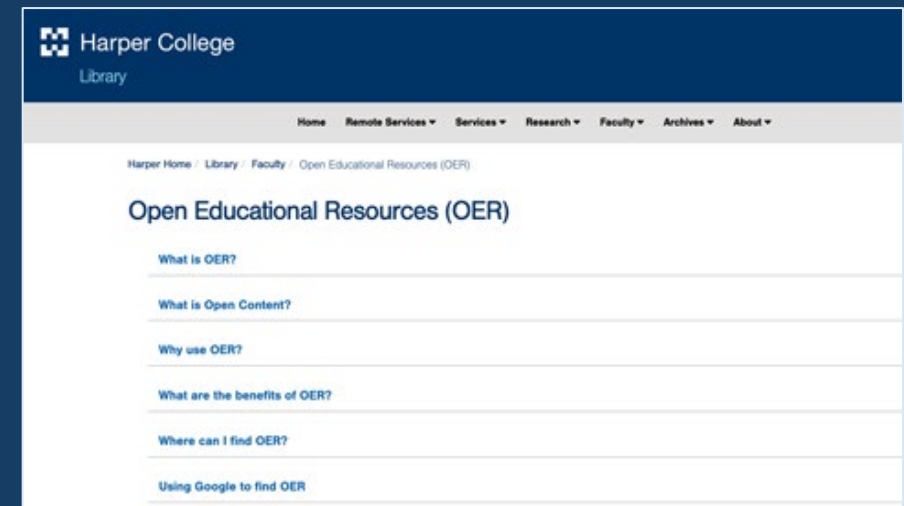 Harper College
Library
Home Remote Services Services Research Faculty Archives About
Harper Home / Library / Faculty / Open Educational Resources (OER)
Open Educational Resources (OER)
What is OER?
What is Open Content?
Why use OER?
What are the benefits of OER?
Where can I find OER?
Using Google to find OER